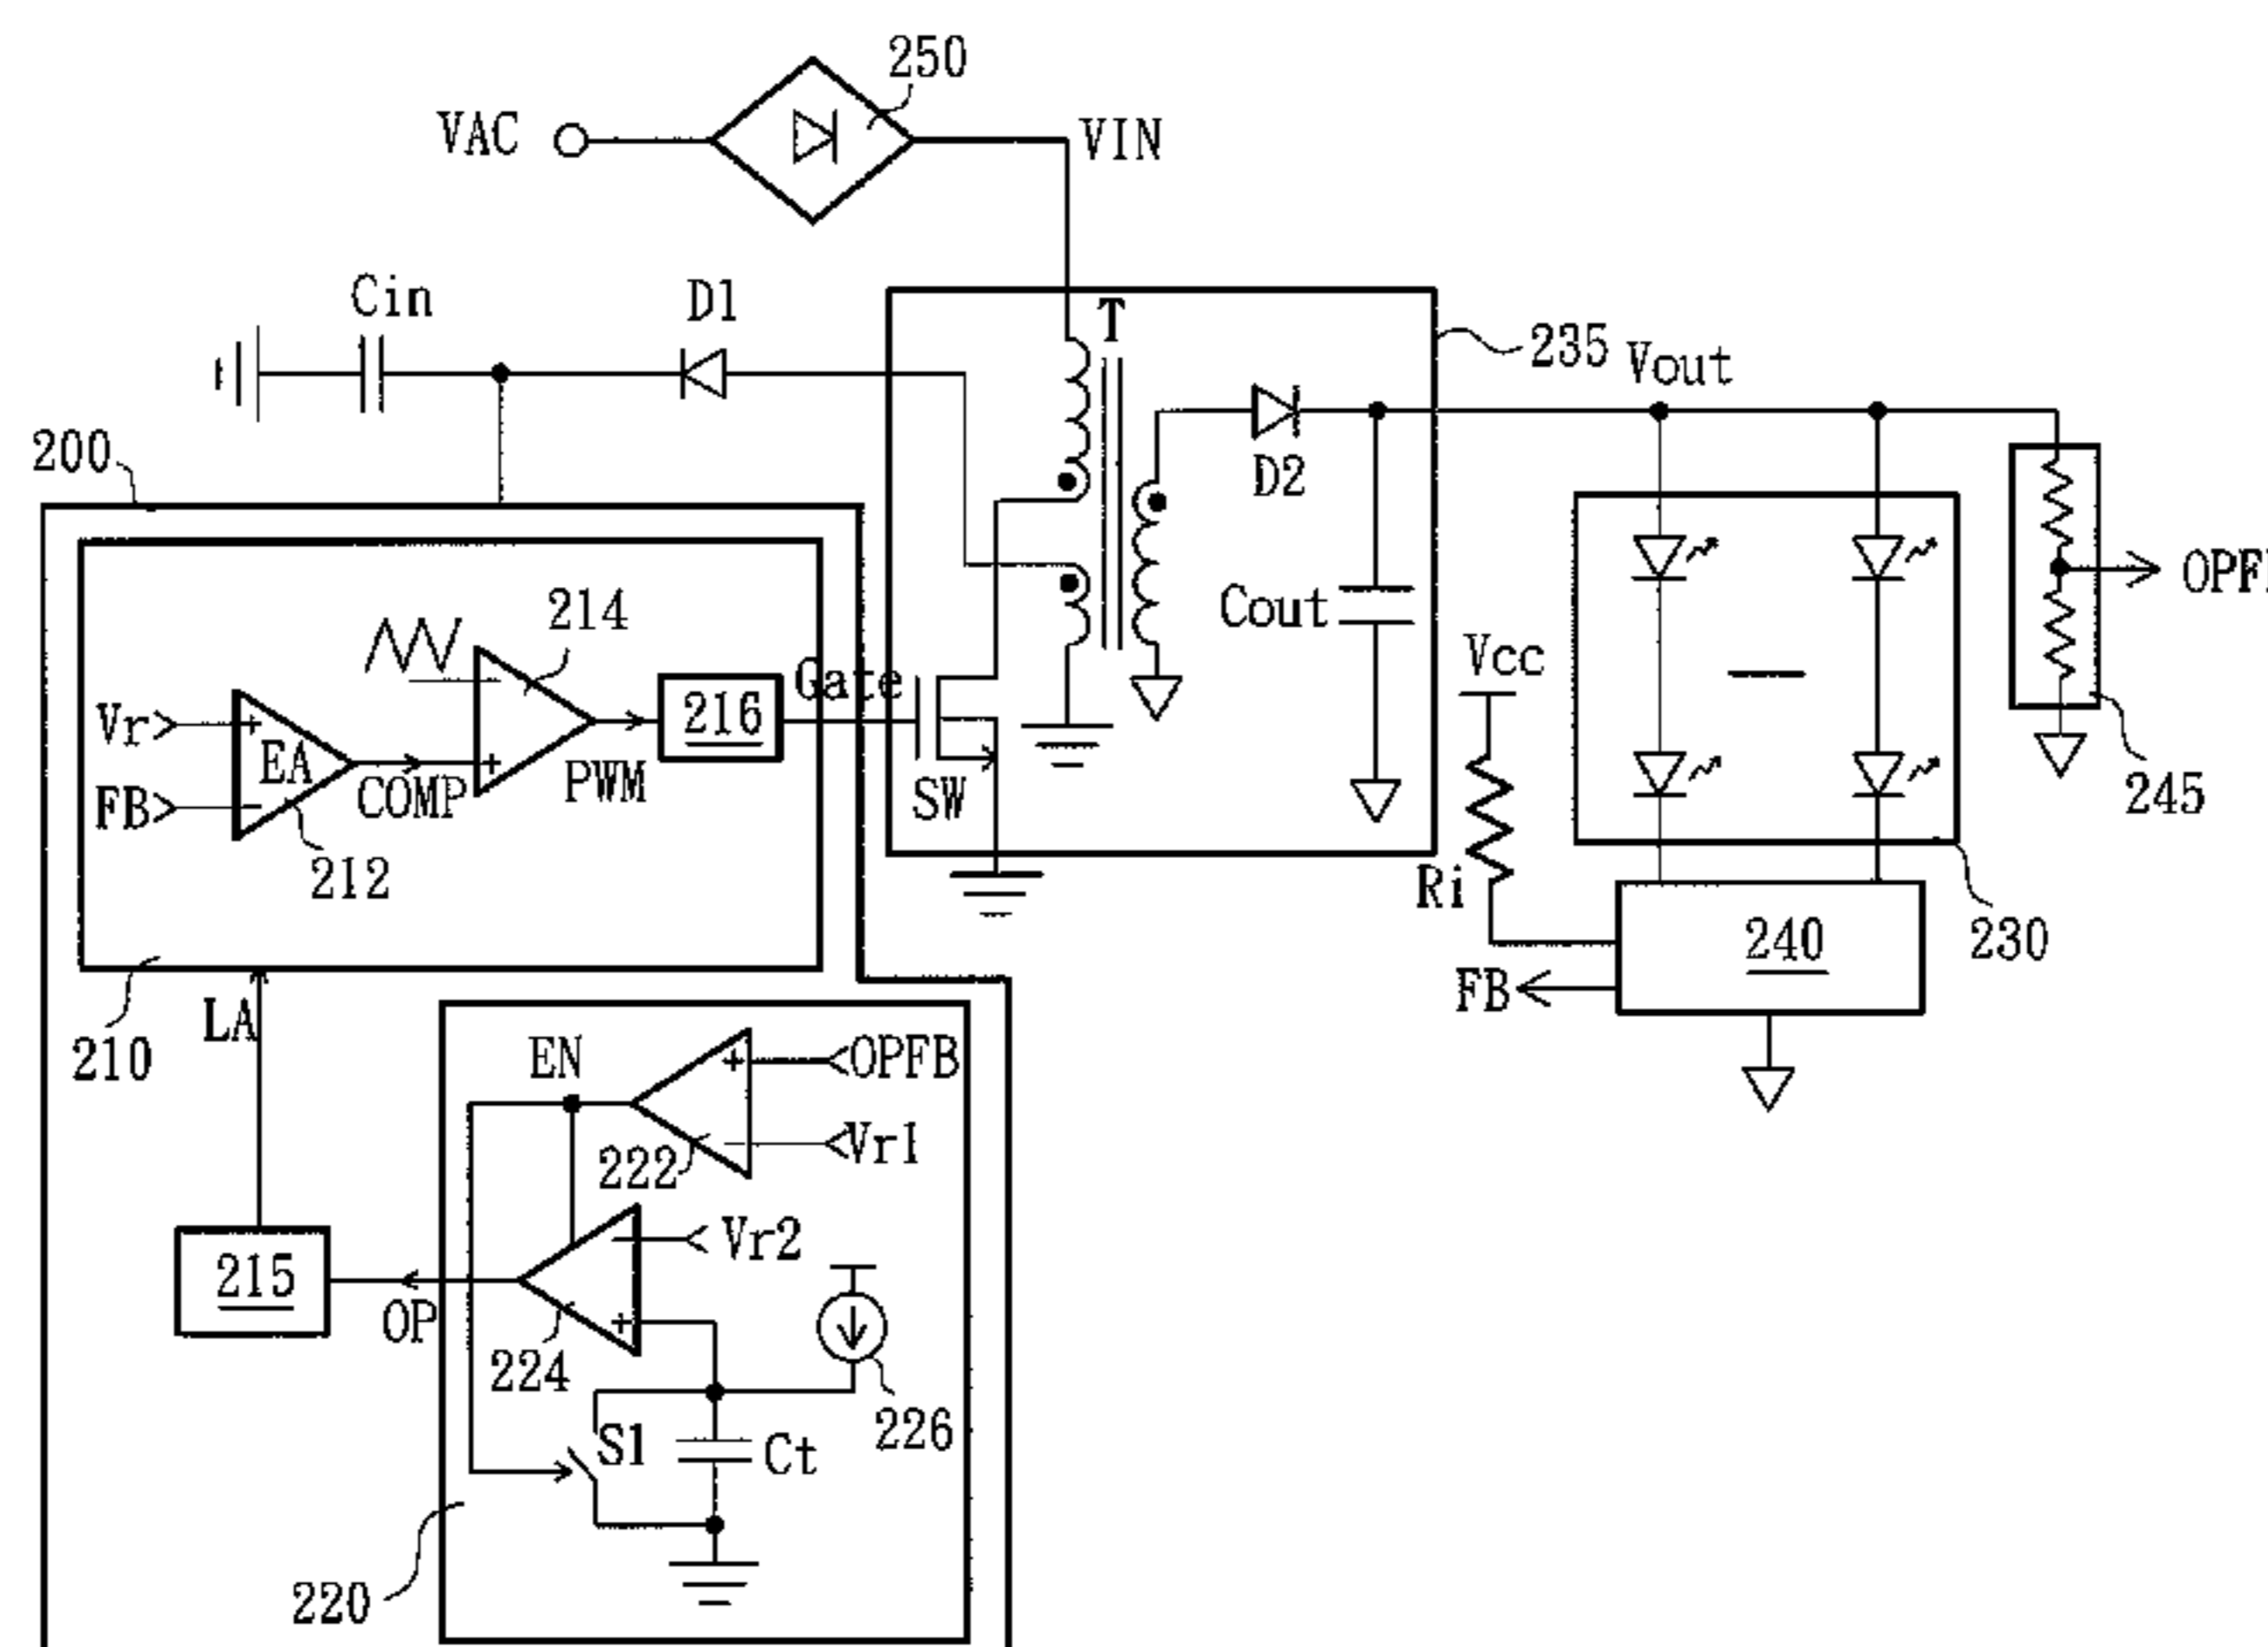 250
VAC
VIN
Cin
D1
T
235
Vout
200
D2
OPF
214
Cout
Vcc
Gate
Vr
+
EA
216
FB
−
COMP
+
PWM
SW
245
212
Ri
240
230
FB
LA
210
EN
+
OPFB
222
−
Vr1
−
Vr2
215
OP
+
224
S1
Ct
226
220